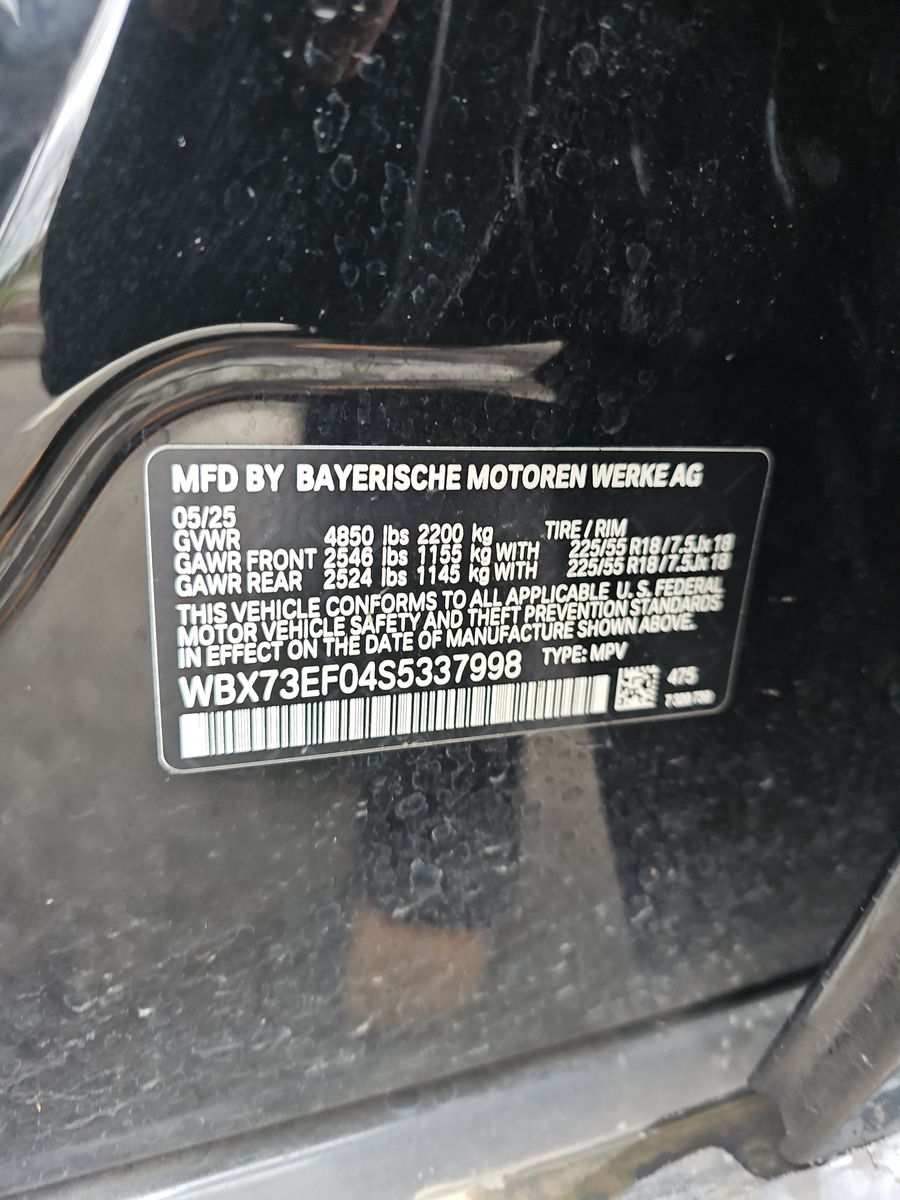 MFD BY BAYERISCHE MOTOREN WERKE AG
05/25
GVWR 4850 lbs 2200 kg TIRE / RIM
GAWR FRONT 2546 lbs 1155 kg WITH 225/55 R18/7.5Jx18
GAWR REAR 2524 lbs 1145 kg WITH 225/55 R18/7.5Jx18
THIS VEHICLE CONFORMS TO ALL APPLICABLE U.S. FEDERAL
MOTOR VEHICLE SAFETY AND THEFT PREVENTION STANDARDS
IN EFFECT ON THE DATE OF MANUFACTURE SHOWN ABOVE.
WBX73EF04S5337998 TYPE: MPV
475